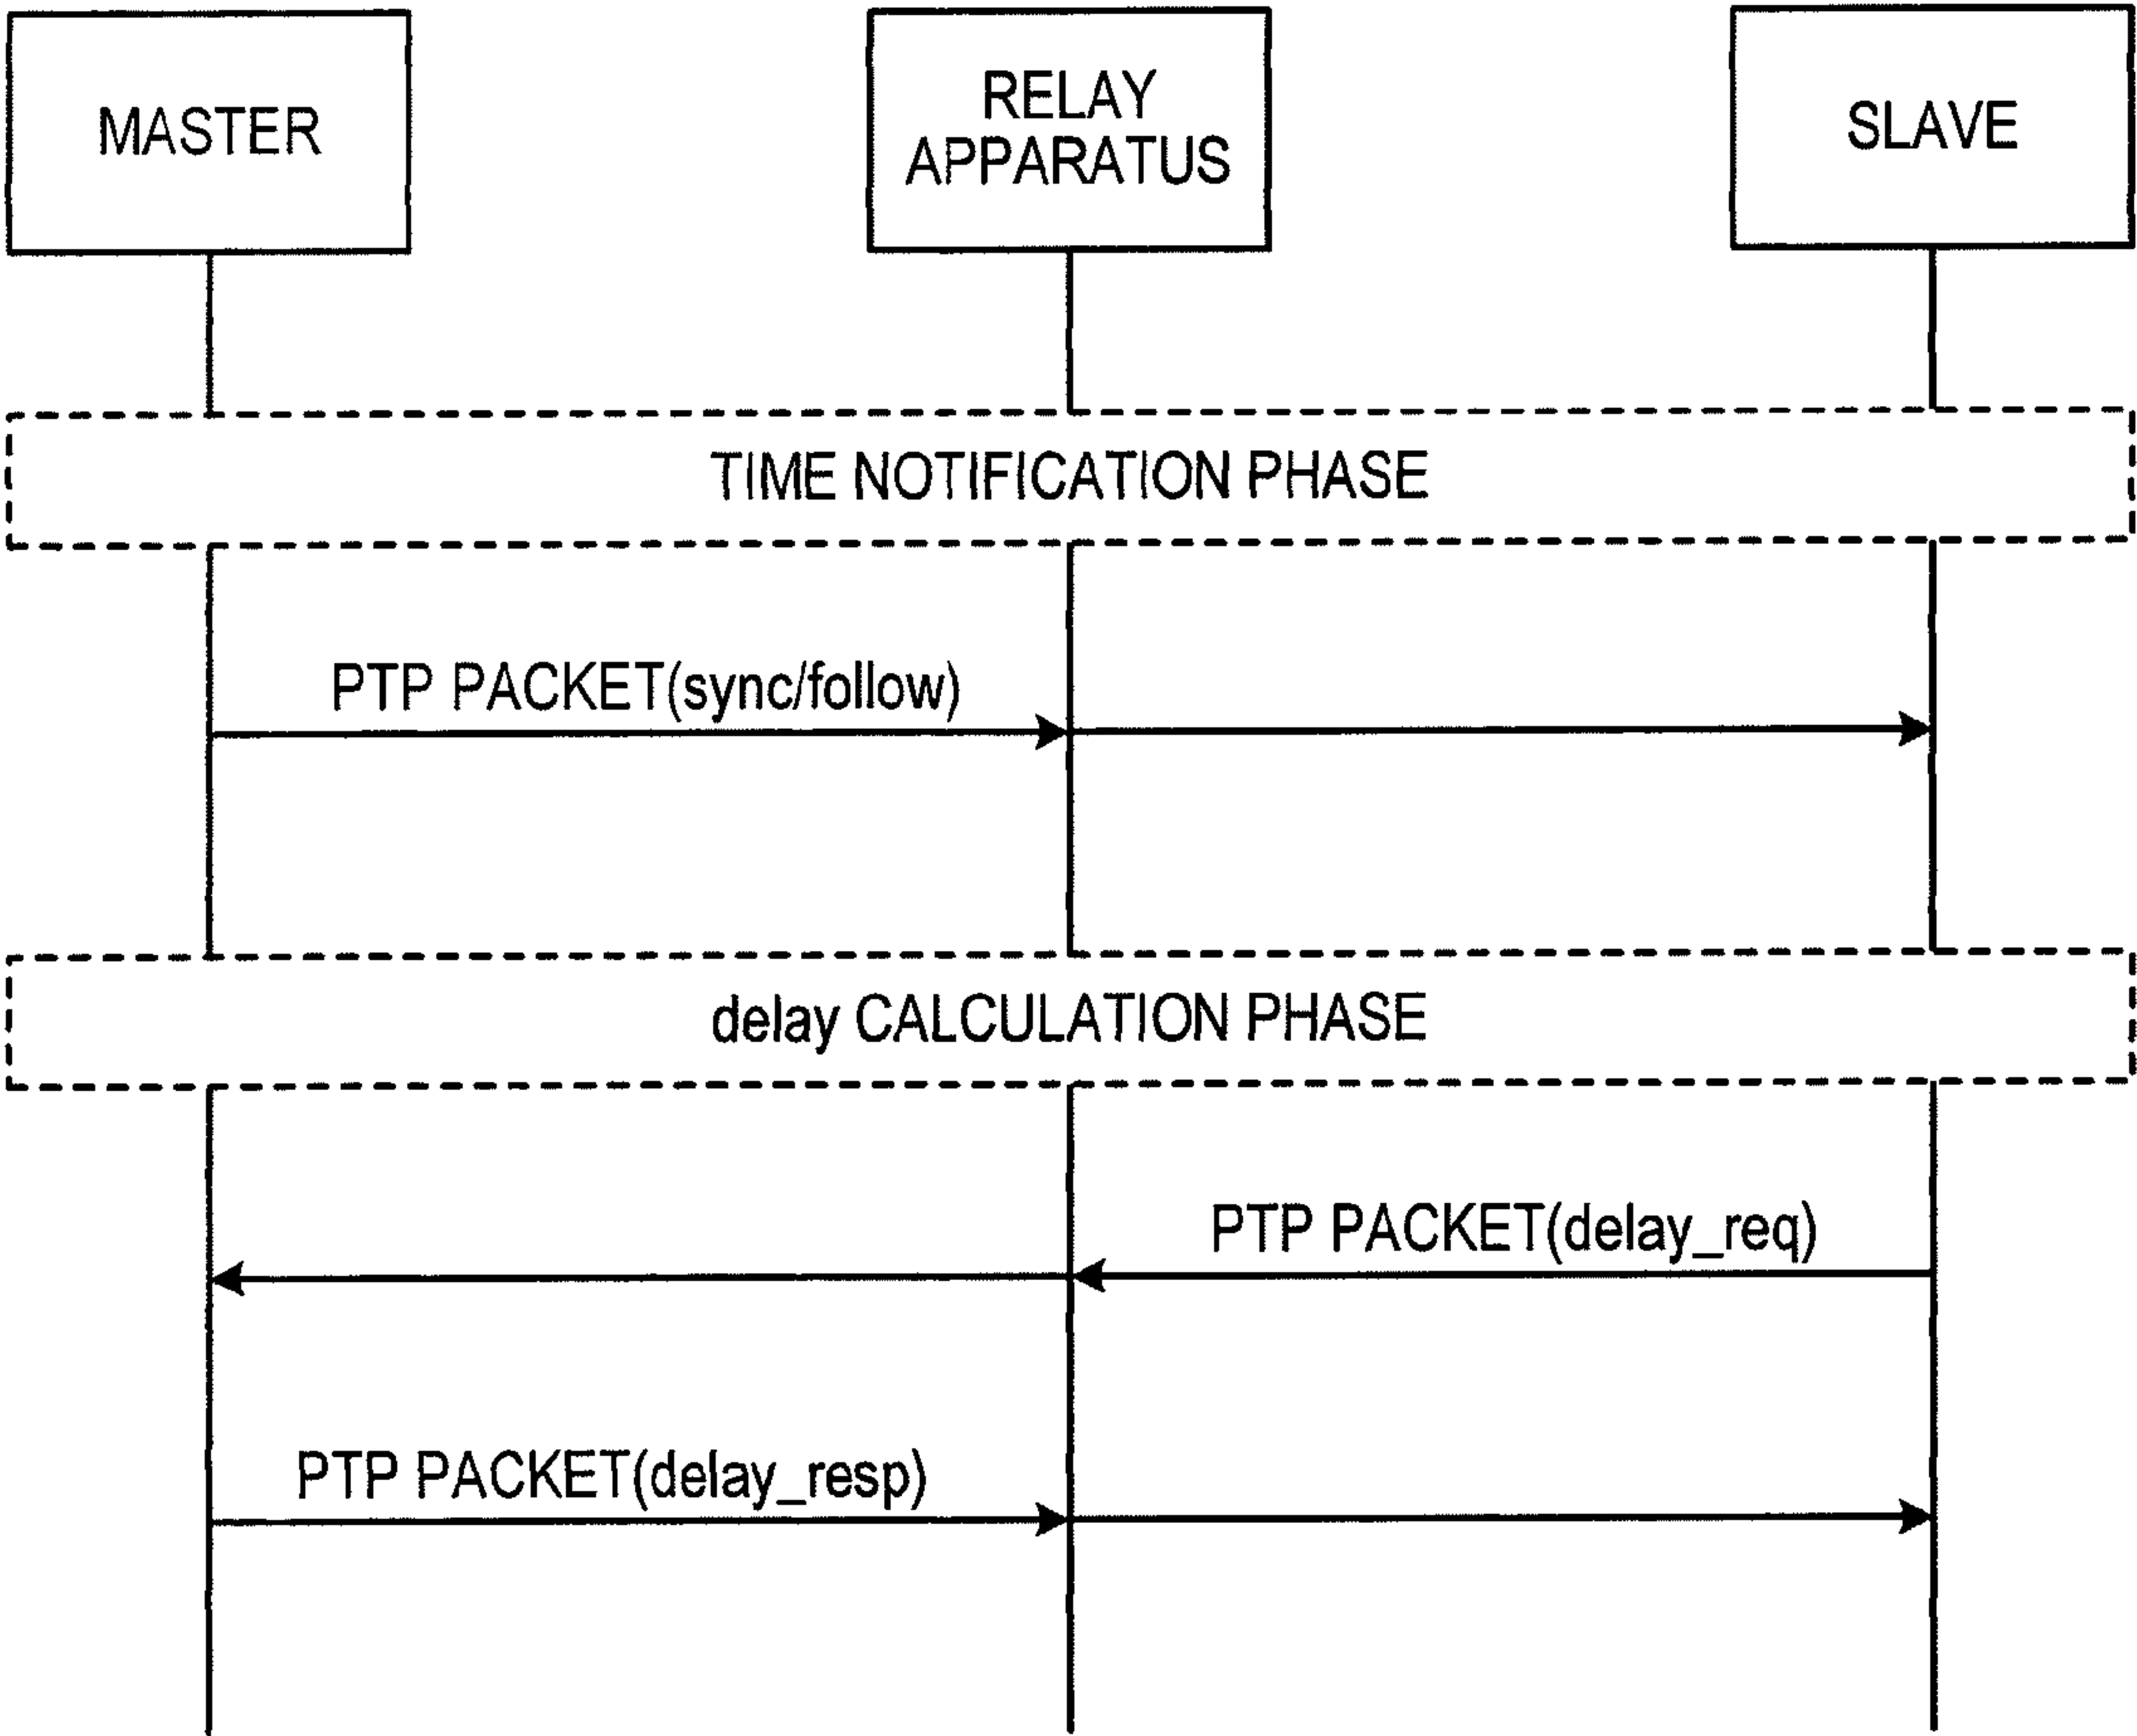 MASTER
RELAY
APPARATUS
SLAVE
TIME NOTIFICATION PHASE
PTP PACKET(sync/follow)
delay CALCULATION PHASE
PTP PACKET(delay_req)
PTP PACKET(delay_resp)